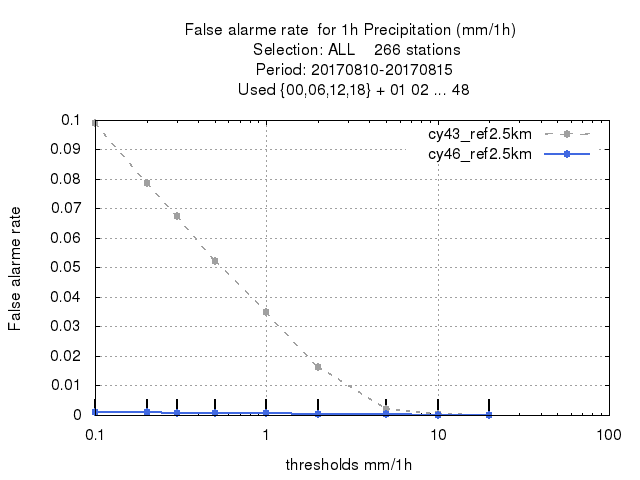 False alarme rate  for 1h Precipitation (mm/1h)
Selection: ALL    266 stations
Period: 20170810-20170815
Used {00,06,12,18} + 01 02 ... 48
cy43_ref2.5km
cy46_ref2.5km
0.1
0.09
0.08
0.07
0.06
0.05
0.04
0.03
0.02
0.01
0
False alarme rate
0.1 1 10 100
thresholds mm/1h